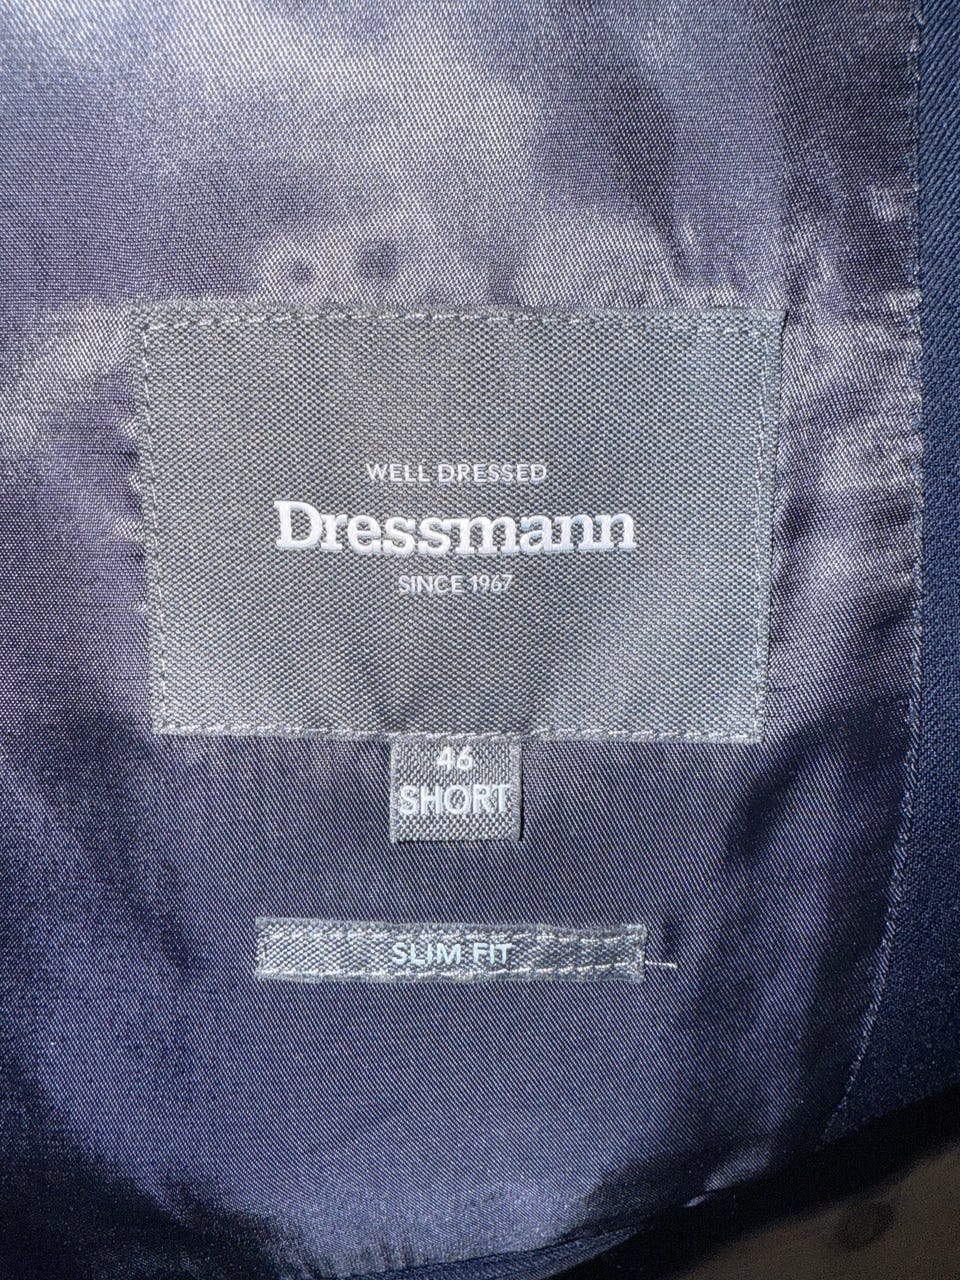 WELL DRESSED
Dressmann
SINCE 1967
46
SHORT
SLIM FIT